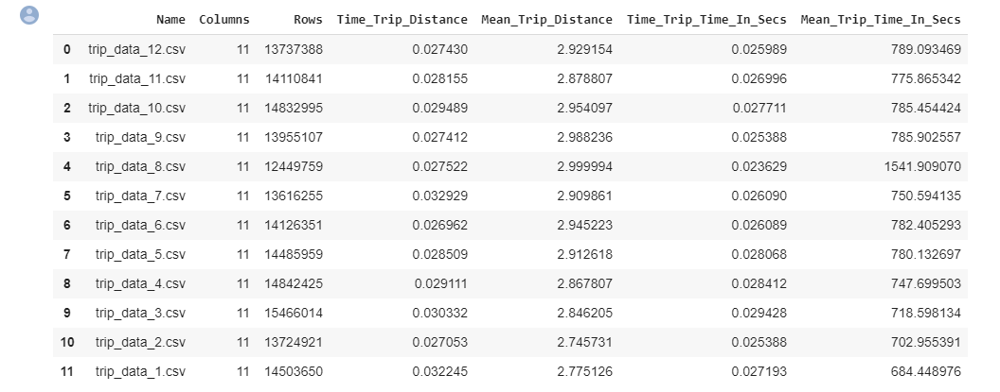 Name Columns Rows Time_Trip_Distance Mean_Trip_Distance Time_Trip_Time_In_Secs Mean_Trip_Time_In_Secs
0 trip_data_12.csv 11 13737388 0.027430 2.929154 0.025989 789.093469
1 trip_data_11.csv 11 14110841 0.028155 2.878807 0.026996 775.865342
2 trip_data_10.csv 11 14832995 0.029489 2.954097 0.027711 785.454424
3 trip_data_9.csv 11 13955107 0.027412 2.988236 0.025388 785.902557
4 trip_data_8.csv 11 12449759 0.027522 2.999994 0.023629 1541.909070
5 trip_data_7.csv 11 13616255 0.032929 2.909861 0.026090 750.594135
6 trip_data_6.csv 11 14126351 0.026962 2.945223 0.026089 782.405293
7 trip_data_5.csv 11 14485959 0.028509 2.912618 0.028068 780.132697
8 trip_data_4.csv 11 14842425 0.029111 2.867807 0.028412 747.699503
9 trip_data_3.csv 11 15466014 0.030332 2.846205 0.029428 718.598134
10 trip_data_2.csv 11 13724921 0.027053 2.745731 0.025388 702.955391
11 trip_data_1.csv 11 14503650 0.032245 2.775126 0.027193 684.448976